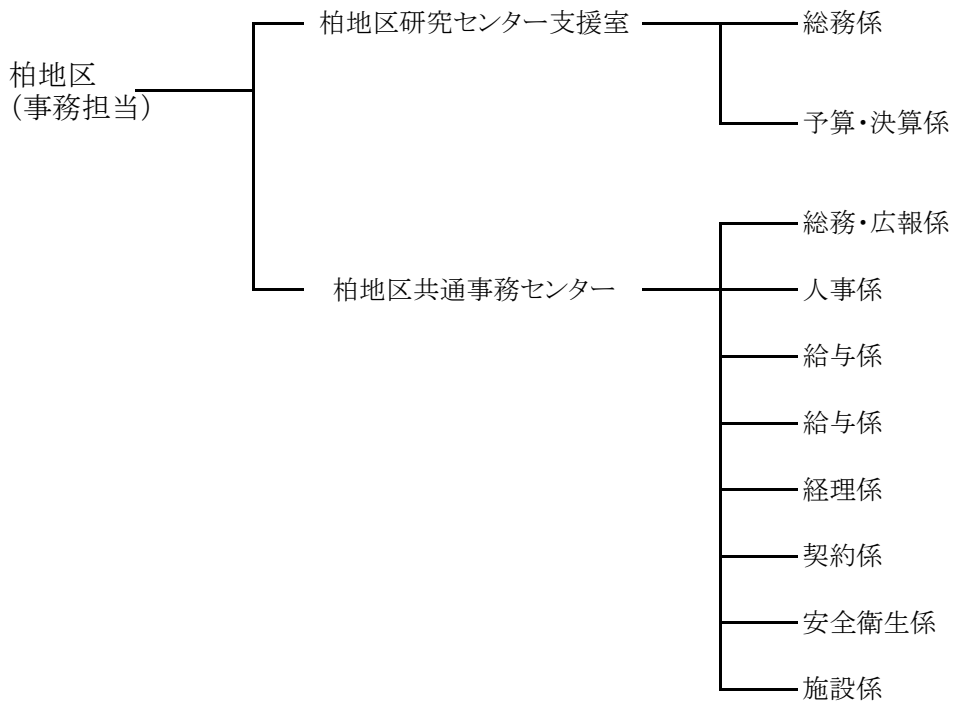 柏地区研究センター支援室
総務係
柏地区
（事務担当）
予算・決算係
総務・広報係
柏地区共通事務センター
人事係
給与係
給与係
経理係
契約係
安全衛生係
施設係